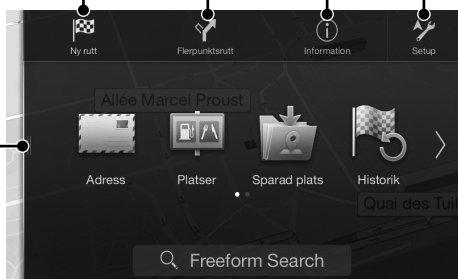 Ny rutt
Flerpunktsrutt
Information
Setup
Allée Marcel Proust
Adress
Platser
Sparad plats
Historik
Quai des Tuil
Freeform Search